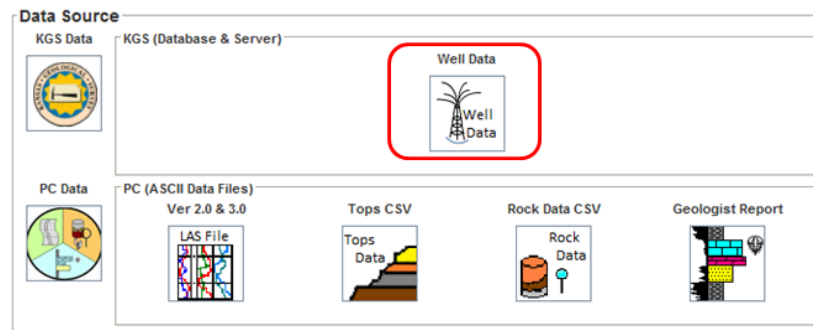 Data Source
KGS Data
KGS (Database & Server)
Well Data
Well
Data
PC Data
PC (ASCII Data Files)
Ver 2.0 & 3.0
Tops CSV
Rock Data CSV
Geologist Report
LAS File
Tops
Data
Rock
Data